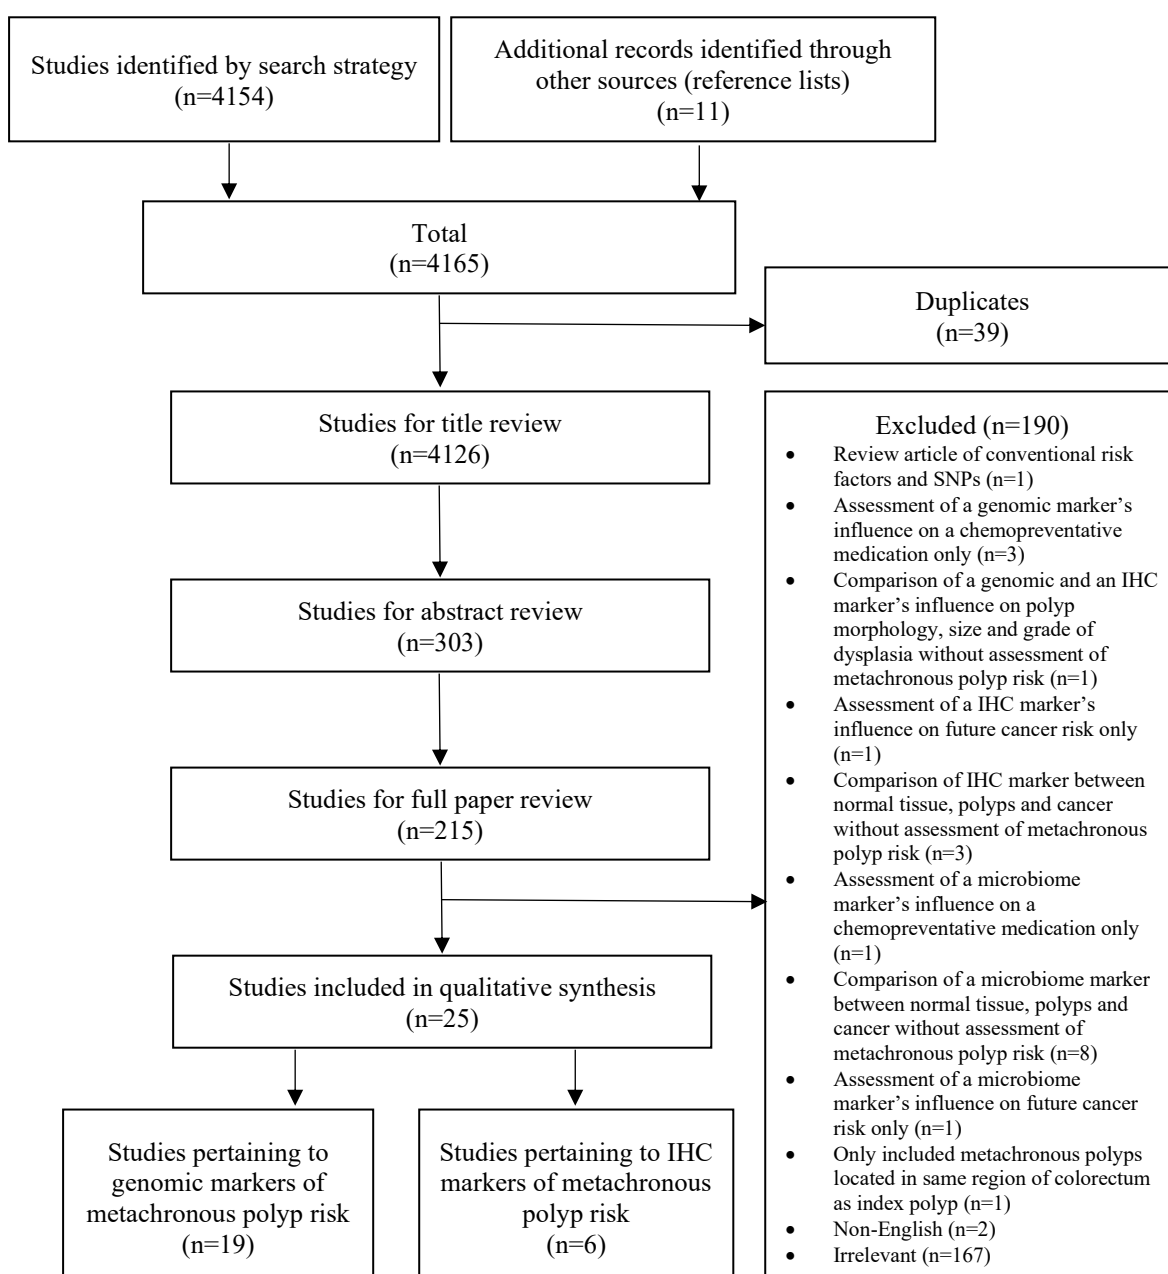 Studies identified by search strategy
(n=4154)
Additional records identified through
other sources (reference lists)
(n=11)
Total
(n=4165)
Duplicates
(n=39)
Studies for title review
(n=4126)
Studies for abstract review
(n=303)
Studies for full paper review
(n=215)
Excluded (n=190)
• Review article of conventional risk
factors and SNPs (n=1)
• Assessment of a genomic marker’s
influence on a chemopreventative
medication only (n=3)
• Comparison of a genomic and an IHC
marker’s influence on polyp
morphology, size and grade of
dysplasia without assessment of
metachronous polyp risk (n=1)
• Assessment of a IHC marker’s
influence on future cancer risk only
(n=1)
• Comparison of IHC marker between
normal tissue, polyps and cancer
without assessment of metachronous
polyp risk (n=3)
• Assessment of a microbiome
marker’s influence on a
chemopreventative medication only
(n=1)
• Comparison of a microbiome marker
between normal tissue, polyps and
cancer without assessment of
metachronous polyp risk (n=8)
• Assessment of a microbiome
marker’s influence on future cancer
risk only (n=1)
• Only included metachronous polyps
located in same region of colorectum
as index polyp (n=1)
• Non-English (n=2)
• Irrelevant (n=167)
Studies included in qualitative synthesis
(n=25)
Studies pertaining to
genomic markers of
metachronous polyp risk
(n=19)
Studies pertaining to IHC
markers of metachronous
polyp risk
(n=6)